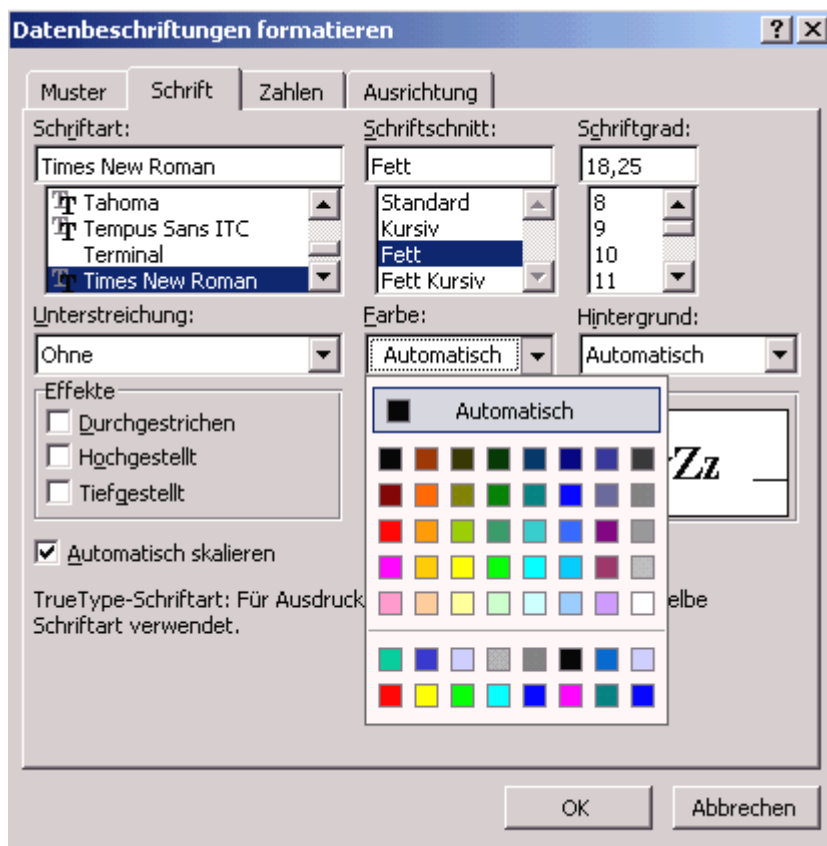 Datenbeschriftungen formatieren
Muster Schrift Zahlen Ausrichtung
Schriftart: Schriftschnitt: Schriftgrad:
Times New Roman Fett 18,25
Tahoma Standard 8
Tempus Sans ITC Kursiv 9
Terminal Fett 10
Times New Roman Fett Kursiv 11
Unterstreichung: Farbe: Hintergrund:
Ohne Automatisch Automatisch
Effekte
Automatisch
Durchgestrichen
Hochgestellt Zz
Tiefgestellt
Automatisch skalieren
TrueType-Schriftart: Für Ausdruck elbe
Schriftart verwendet.
OK Abbrechen